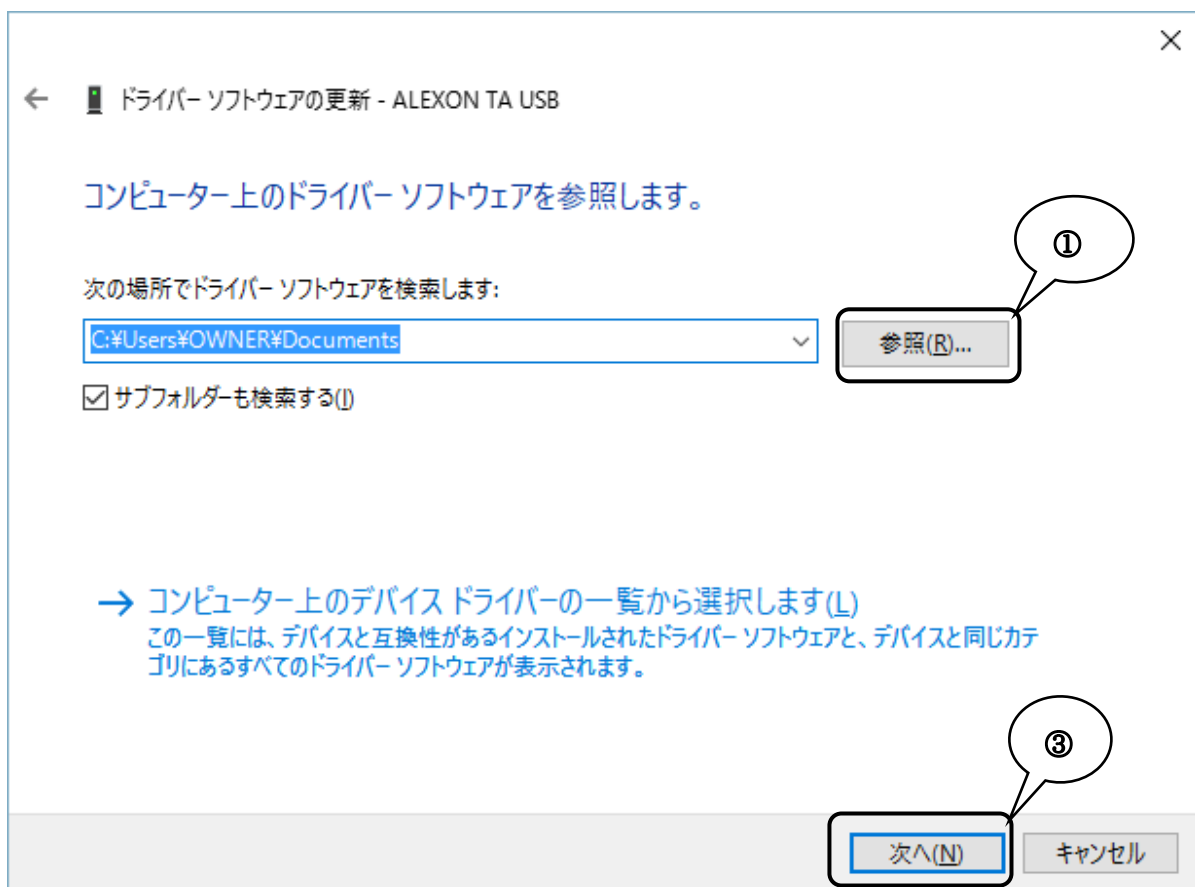 ドライバー ソフトウェアの更新 - ALEXON TA USB
コンピューター上のドライバー ソフトウェアを参照します。
①
次の場所でドライバー ソフトウェアを検索します:
C:¥Users¥OWNER¥Documents
参照(R)...
サブフォルダーも検索する(I)
コンピューター上のデバイス ドライバーの一覧から選択します(L)
この一覧には、デバイスと互換性があるインストールされたドライバー ソフトウェアと、デバイスと同じカテ
ゴリにあるすべてのドライバー ソフトウェアが表示されます。
③
次へ(N)
キャンセル